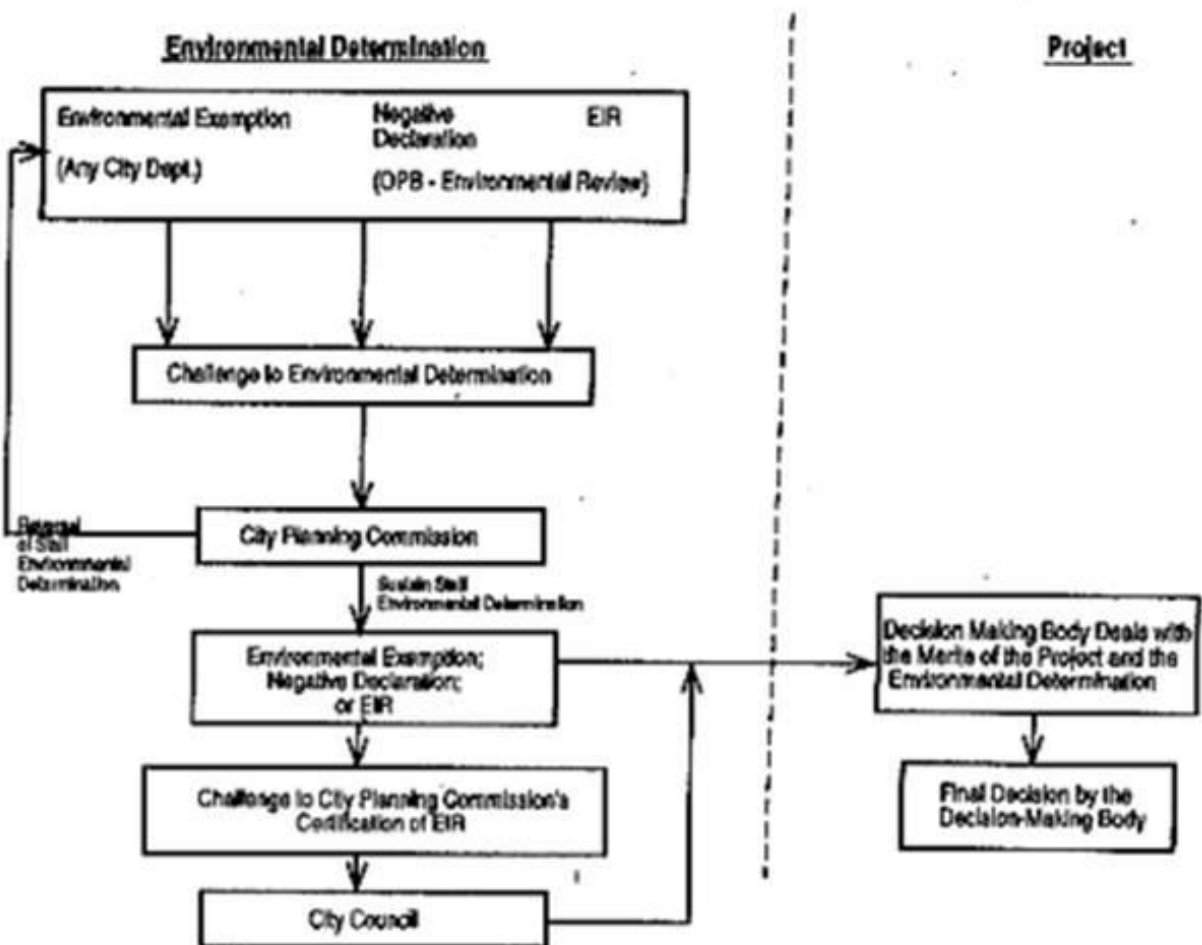 Environmental Determination
Project
Environmental Exemption
Negative
Declaration
EIR
(Any City Dept.)
(OPB - Environmental Review)
Challenge to Environmental Determination
City Planning Commission
of Staff
Environmental
Determination
Sustain Staff
Environmental Determination
Environmental Exemption;
Negative Declaration;
or EIR
Decision Making Body Deals with
the Merits of the Project and the
Environmental Determination
Challenge to City Planning Commission's
Certification of EIR
Final Decision by the
Decision-Making Body
City Council